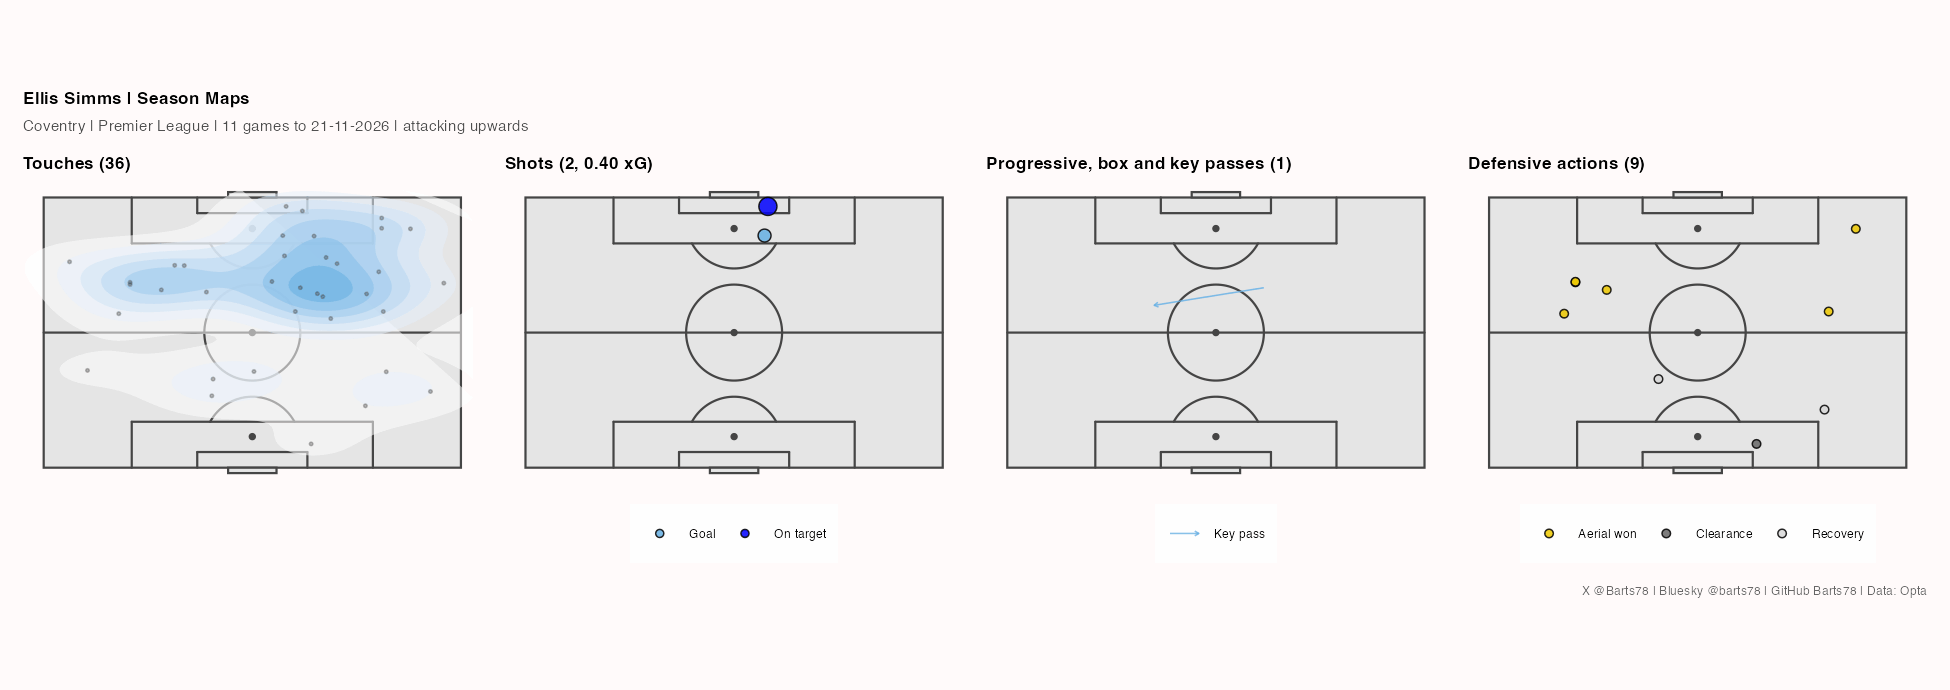 Ellis Simms | Season Maps
Coventry | Premier League | 11 games to 21-11-2026 | attacking upwards
Touches (36)
Shots (2, 0.40 xG)
Progressive, box and key passes (1)
Defensive actions (9)
Goal
On target
Key pass
Aerial won
Clearance
Recovery
X @Barts78 | Bluesky @barts78 | GitHub Barts78 | Data: Opta